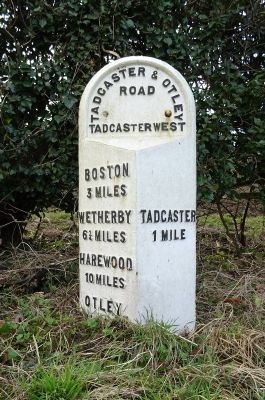 TADCASTER & OTLEY
ROAD
TADCASTER WEST
BOSTON
3 MILES
WETHERBY
6½ MILES
HAREWOOD
10 MILES
OTLEY
TADCASTER
1 MILE